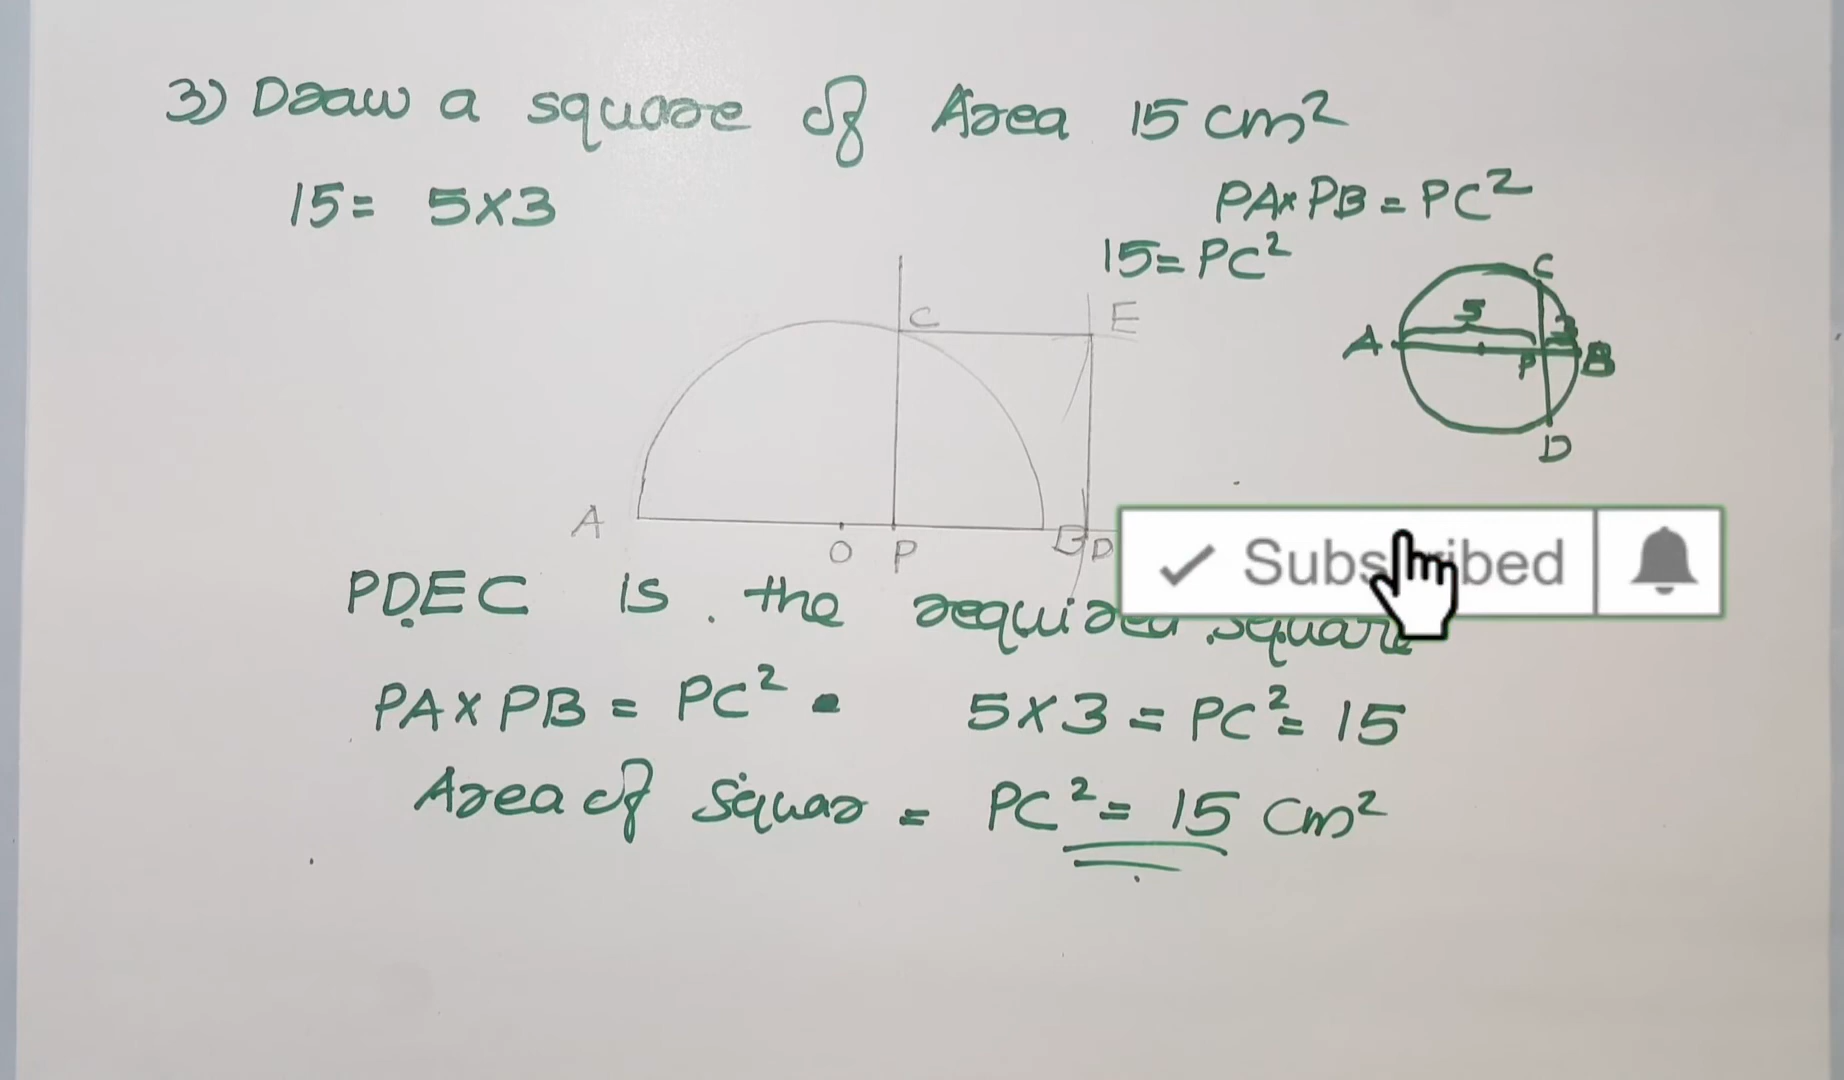 3) Draw a square of Area 15 cm²
15 = 5×3
PA× PB = PC²
15= PC²
C
5
3
A
P
B
D
C
E
A
O
P
B
D
Subscribed
PDEC is the required square
PA× PB = PC²
5×3 = PC² = 15
Area of Squar = PC² = 15 cm²